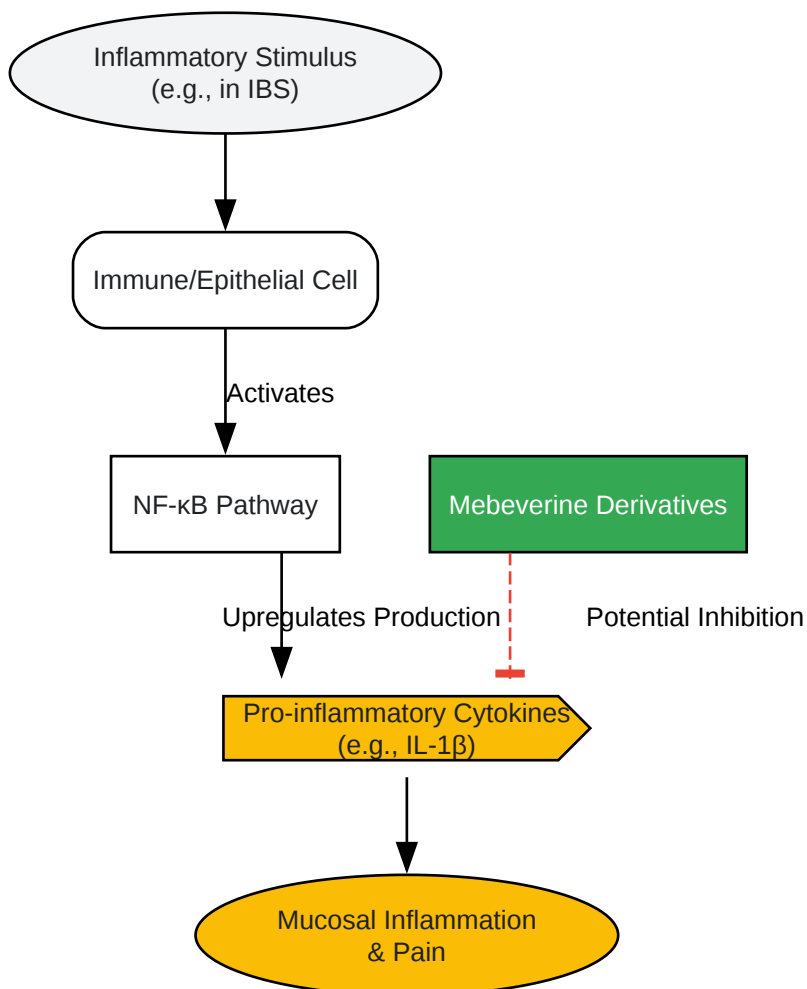 Inflammatory Stimulus
(e.g., in IBS)
Immune/Epithelial Cell
Activates
NF-κB Pathway
Mebeverine Derivatives
Upregulates Production
Potential Inhibition
Pro-inflammatory Cytokines
(e.g., IL-1β)
Mucosal Inflammation
& Pain